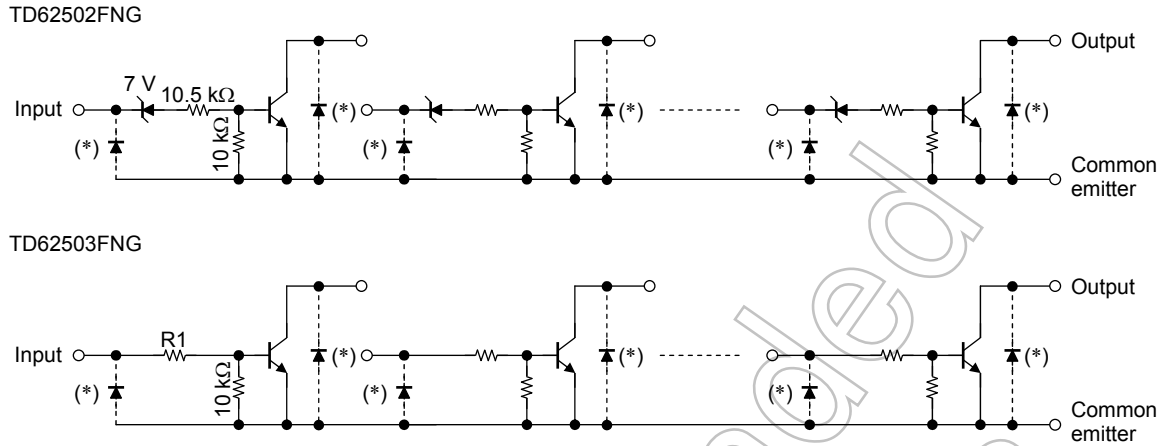 TD62502FNG
Output
7 V
10.5 kΩ
Input
(*)
(*)
(*)
(*)
10 kΩ
(*)
(*)
Common
emitter
TD62503FNG
Output
R1
Input
(*)
(*)
(*)
(*)
10 kΩ
(*)
(*)
Common
emitter
ded